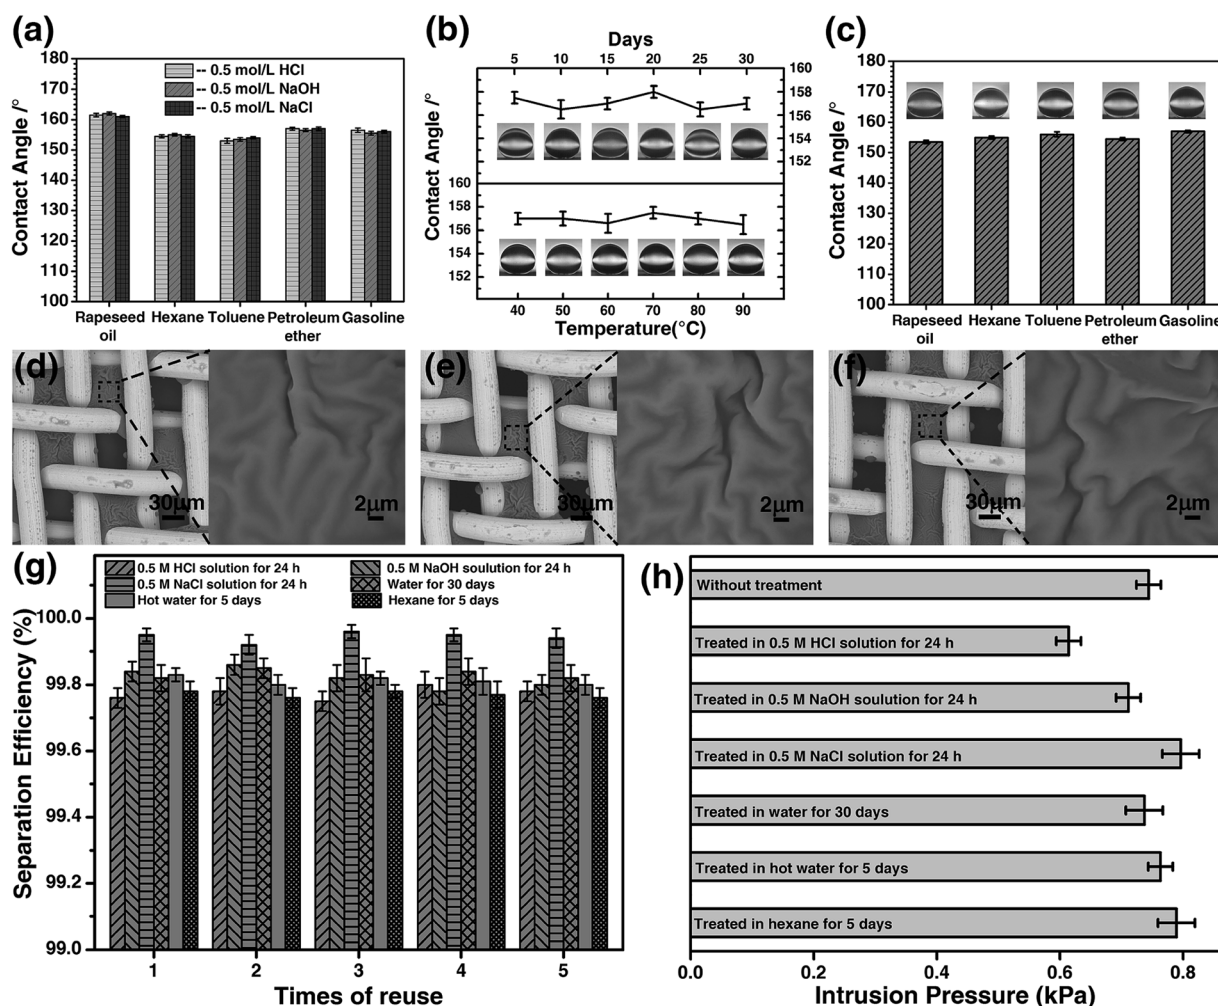 (a)
180
170
160
150
140
130
120
110
100
Contact Angle /°
-- 0.5 mol/L HCl
-- 0.5 mol/L NaOH
-- 0.5 mol/L NaCl
Rapeseed oil
Hexane
Toluene
Petroleum ether
Gasoline
(b)
Days
5 10 15 20 25 30
160
158
156
154
152
Contact Angle /°
160
158
156
154
152
40 50 60 70 80 90
Temperature(°C)
(c)
180
170
160
150
140
130
120
110
100
Contact Angle /°
Rapeseed oil
Hexane
Toluene
Petroleum ether
Gasoline
(d)
30μm
2μm
(e)
30μm
2μm
(f)
30μm
2μm
(g)
0.5 M HCl solution for 24 h
0.5 M NaOH soulution for 24 h
0.5 M NaCl solution for 24 h
Water for 30 days
Hot water for 5 days
Hexane for 5 days
Separation Efficiency (%)
100.0
99.8
99.6
99.4
99.2
99.0
1 2 3 4 5
Times of reuse
(h)
Without treatment
Treated in 0.5 M HCl solution for 24 h
Treated in 0.5 M NaOH soulution for 24 h
Treated in 0.5 M NaCl solution for 24 h
Treated in water for 30 days
Treated in hot water for 5 days
Treated in hexane for 5 days
0.0 0.2 0.4 0.6 0.8
Intrusion Pressure (kPa)